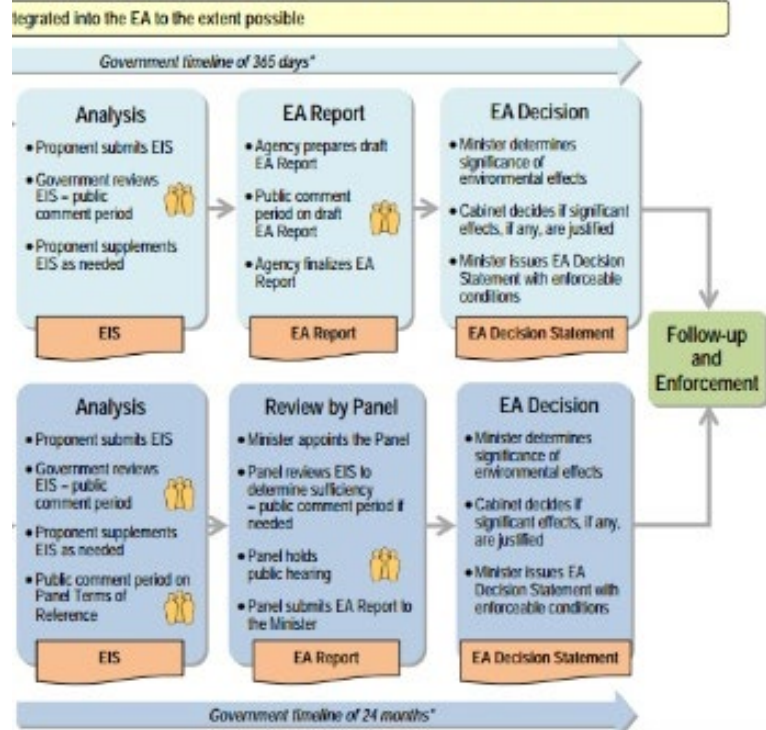 tegrated into the EA to the extent possible
Government timeline of 365 days*
Analysis
• Proponent submits EIS
• Government reviews
EIS – public
comment period
• Proponent supplements
EIS as needed
EIS
EA Report
• Agency prepares draft
EA Report
• Public comment
period on draft
EA Report
• Agency finalizes EA
Report
EA Report
EA Decision
• Minister determines
significance of
environmental effects
• Cabinet decides if significant
effects, if any, are justified
• Minister issues EA Decision
Statement with enforceable
conditions
EA Decision Statement
Follow-up
and
Enforcement
Analysis
• Proponent submits EIS
• Government reviews
EIS – public
comment period
• Proponent supplements
EIS as needed
• Public comment period on
Panel Terms of
Reference
EIS
Review by Panel
• Minister appoints the Panel
• Panel reviews EIS to
determine sufficiency
– public comment period if
needed
• Panel holds
public hearing
• Panel submits EA Report to
the Minister
EA Report
EA Decision
• Minister determines
significance of
environmental effects
• Cabinet decides if
significant effects, if any,
are justified
• Minister issues EA
Decision Statement with
enforceable conditions
EA Decision Statement
Government timeline of 24 months*